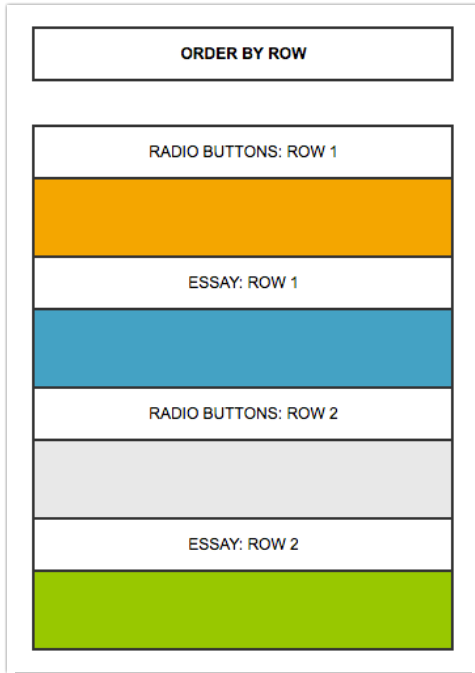 ORDER BY ROW
RADIO BUTTONS: ROW 1
ESSAY: ROW 1
RADIO BUTTONS: ROW 2
ESSAY: ROW 2